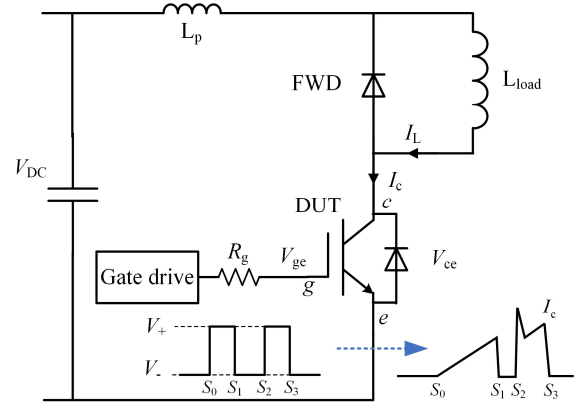 Lp
FWD
Lload
IL
VDC
Ic
c
DUT
Rg
Vge
Vce
Gate drive
g
e
V+
V-
S0 S1 S2 S3
Ic
S0 S1 S2 S3